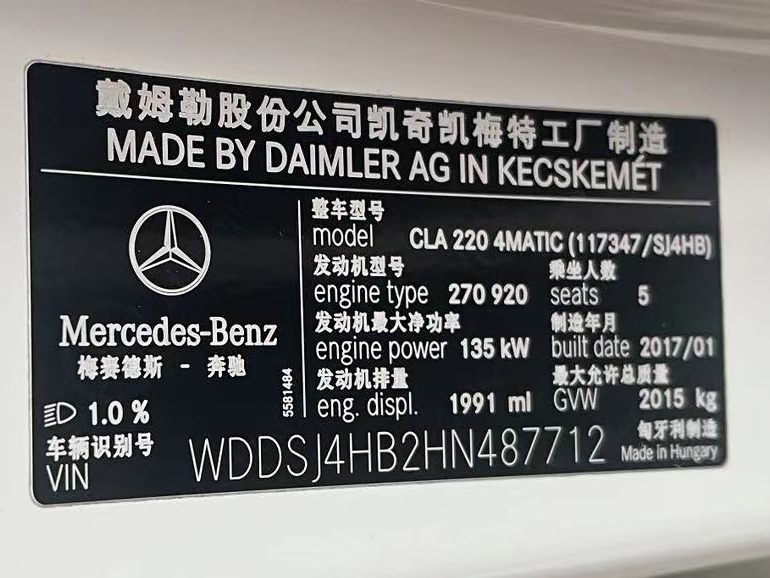 戴姆勒股份公司凯奇凯梅特工厂制造
MADE BY DAIMLER AG IN KECSKEMÉT
整车型号
model CLA 220 4MATIC (117347/SJ4HB)
发动机型号 乘坐人数
engine type 270 920 seats 5
发动机最大净功率 制造年月
engine power 135 kW built date 2017/01
发动机排量 最大允许总质量
eng. displ. 1991 ml GVW 2015 kg
Mercedes-Benz
梅赛德斯 - 奔驰
5581484
1.0 %
车辆识别号
VIN WDDSJ4HB2HN487712
匈牙利制造
Made in Hungary